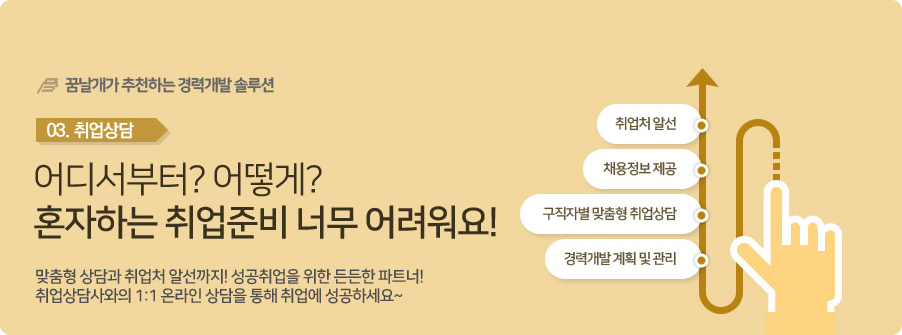 꿈날개가 추천하는 경력개발 솔루션
03. 취업상담
어디서부터? 어떻게?
혼자하는 취업준비 너무 어려워요!
맞춤형 상담과 취업처 알선까지! 성공취업을 위한 든든한 파트너!
취업상담사와의 1:1 온라인 상담을 통해 취업에 성공하세요~
취업처 알선
채용정보 제공
구직자별 맞춤형 취업상담
경력개발 계획 및 관리